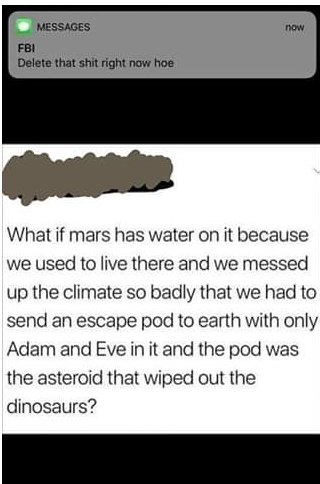 MESSAGES now
FBI
Delete that shit right now hoe
What if mars has water on it because
we used to live there and we messed
up the climate so badly that we had to
send an escape pod to earth with only
Adam and Eve in it and the pod was
the asteroid that wiped out the
dinosaurs?